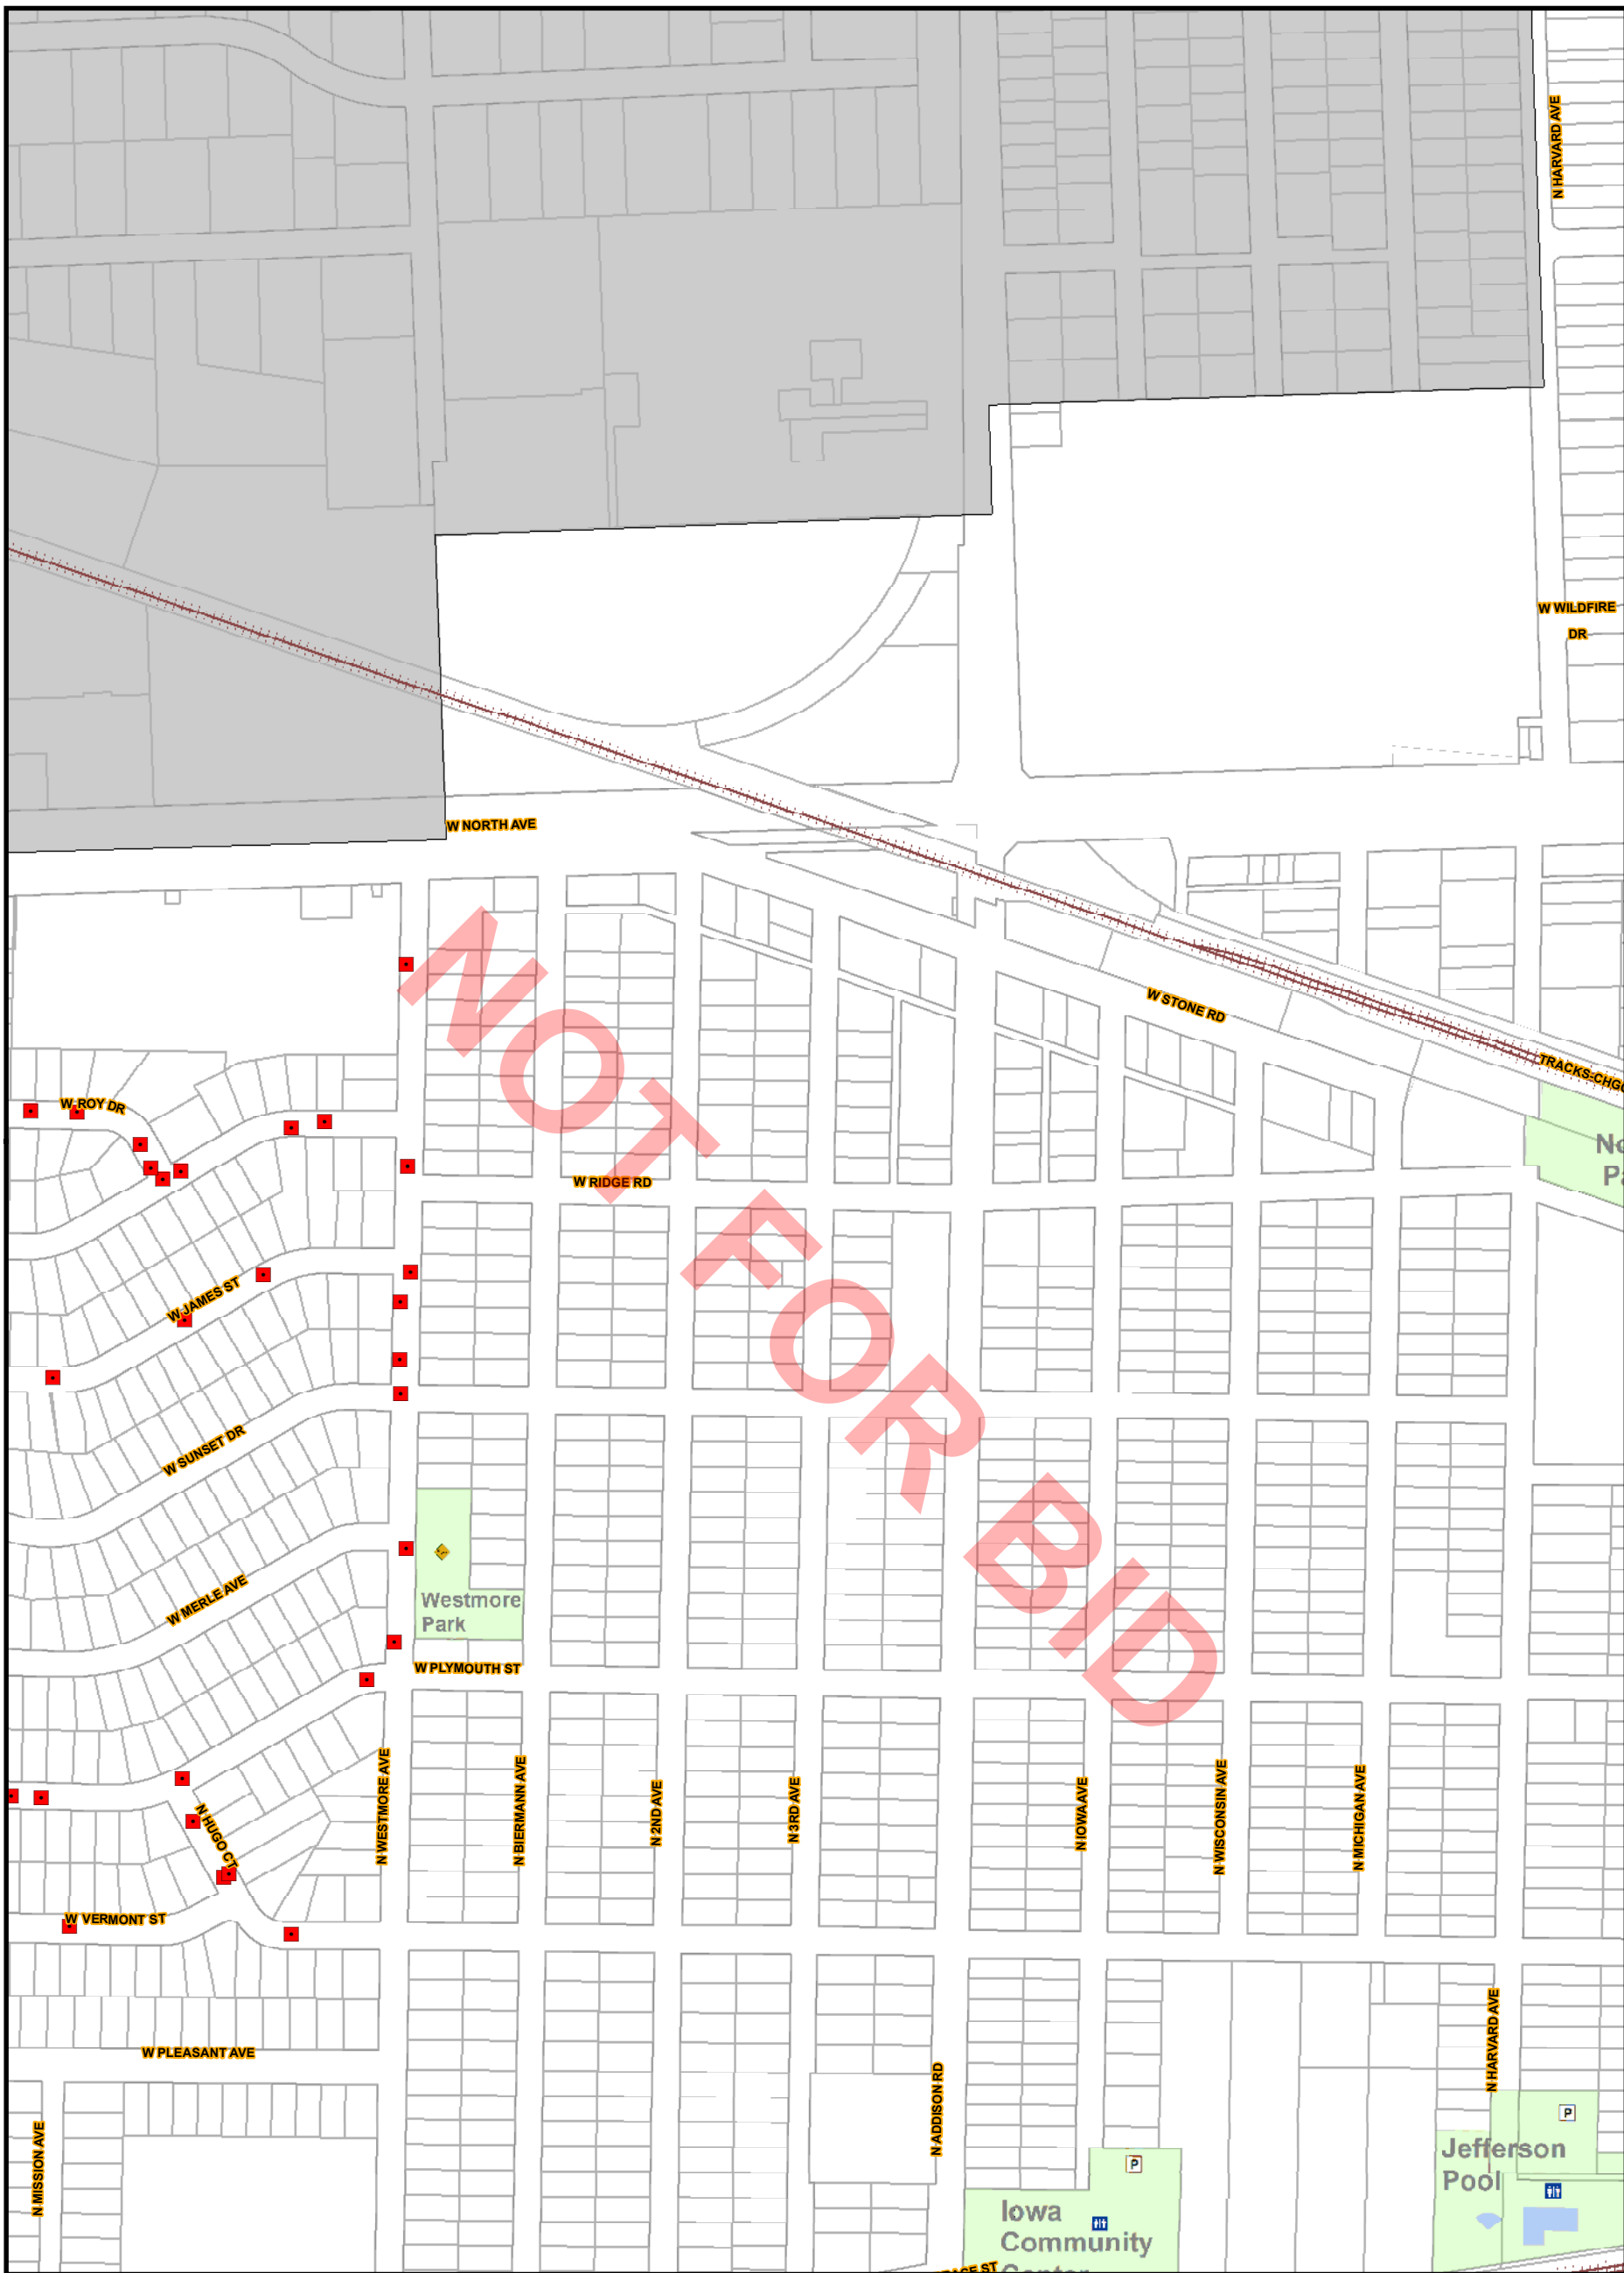 N HARVARD AVE
W WILDFIRE
DR
W NORTH AVE
W STONE RD
W ROY DR
W RIDGE RD
W JAMES ST
W SUNSET DR
W MERLE AVE
Westmore
Park
W PLYMOUTH ST
N WESTMORE AVE
N BIERMANN AVE
N 2ND AVE
N 3RD AVE
N IOWA AVE
N WISCONSIN AVE
N MICHIGAN AVE
N HUGO CT
W VERMONT ST
W PLEASANT AVE
N MISSION AVE
N ADDISON RD
N HARVARD AVE
P
P
Jefferson
Pool
Iowa
Community
Center
NOT FOR BID